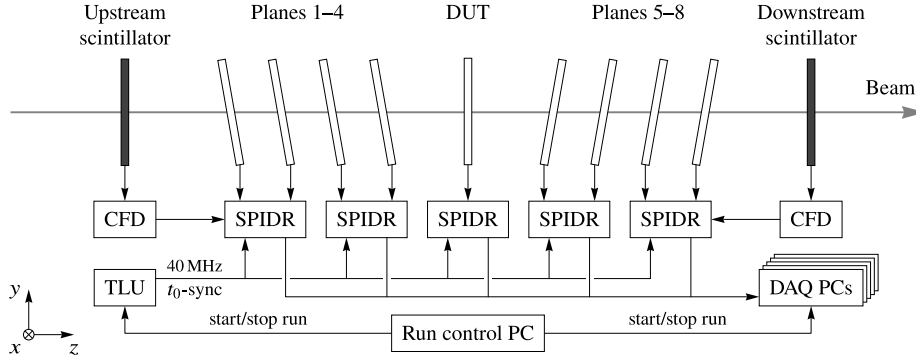 Upstream
scintillator
Planes 1–4
DUT
Planes 5–8
Downstream
scintillator
Beam
CFD
SPIDR
SPIDR
SPIDR
SPIDR
SPIDR
CFD
TLU
40 MHz
t0-sync
DAQ PCs
y
x
z
start/stop run
Run control PC
start/stop run